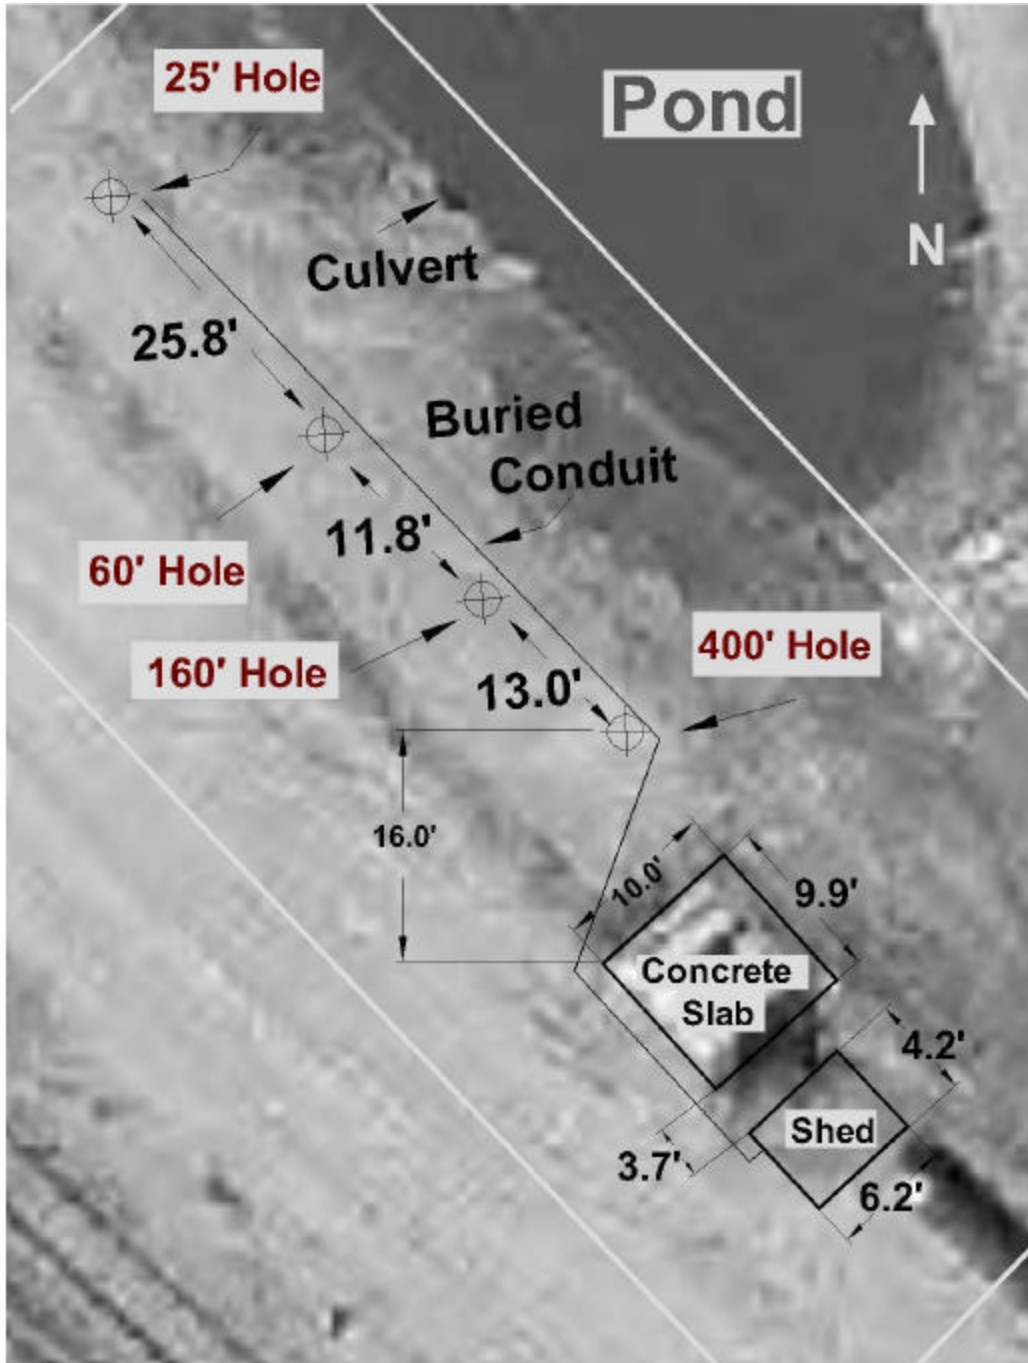 25' Hole
Pond
N
Culvert
25.8'
Buried
Conduit
11.8'
60' Hole
160' Hole
400' Hole
13.0'
16.0'
10.0'
9.9'
Concrete
Slab
4.2'
Shed
3.7'
6.2'